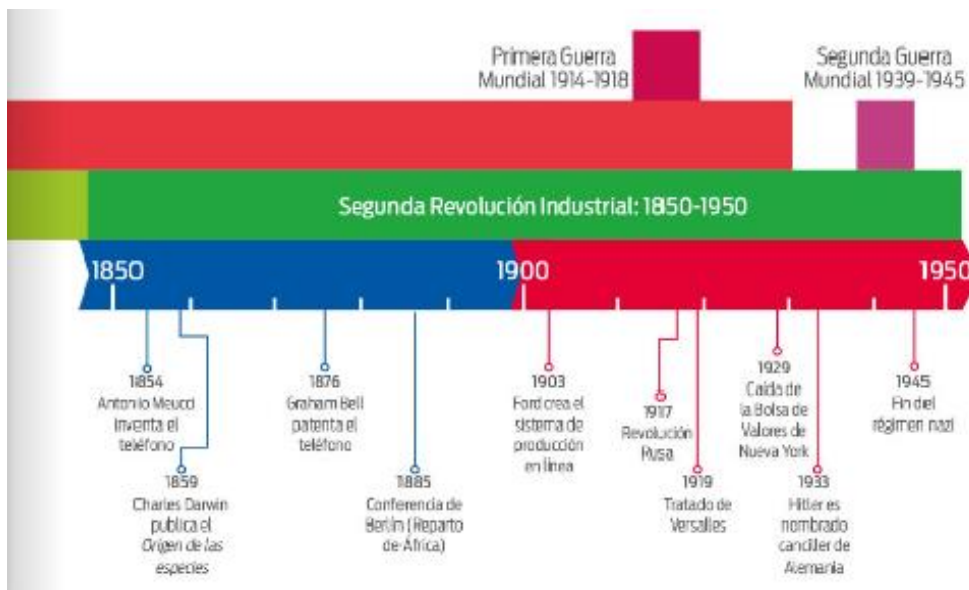 Primera Guerra
Mundial 1914-1918
Segunda Guerra
Mundial 1939-1945
Segunda Revolución Industrial: 1850-1950
1850
1900
1950
1854
Antonio Meucci
inventa el
teléfono
1859
Charles Darwin
publica el
Origen de las
especies
1876
Graham Bell
patenta el
teléfono
1885
Conferencia de
Berlín (Reparto
de África)
1903
Ford crea el
sistema de
producción
en línea
1917
Revolución
Rusa
1919
Tratado de
Versalles
1929
Caída de
la Bolsa de
Valores de
Nueva York
1933
Hitler es
nombrado
canciller de
Alemania
1945
Fin del
régimen nazi